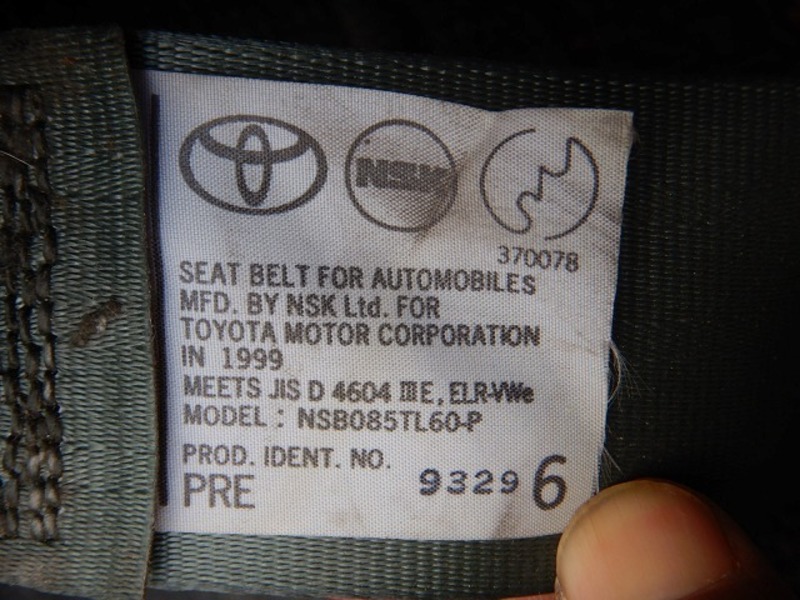 NSK
370078
SEAT BELT FOR AUTOMOBILES
MFD. BY NSK Ltd. FOR
TOYOTA MOTOR CORPORATION
IN 1999
MEETS JIS D 4604 ⅢE, ELR-VWe
MODEL : NSB085TL60-P
PROD. IDENT. NO.
PRE 9329 6